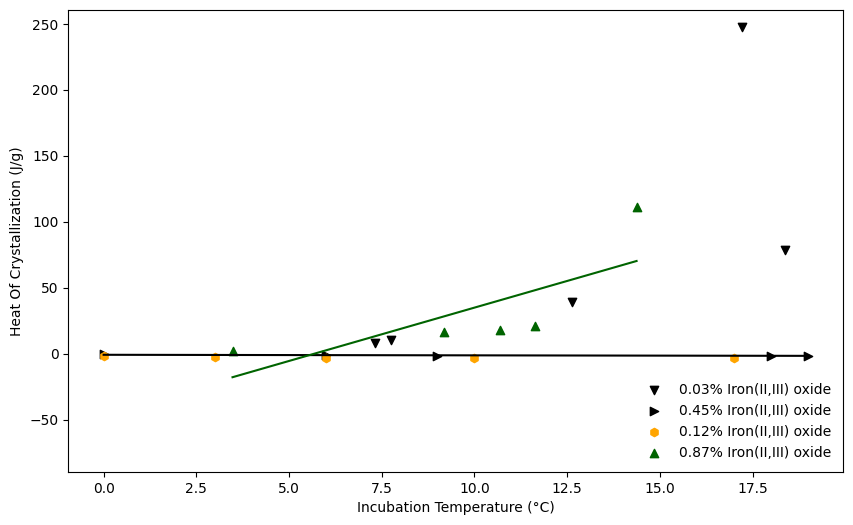 250
200
150
100
50
0
−50
Heat Of Crystallization (J/g)
0.03% Iron(II,III) oxide
0.45% Iron(II,III) oxide
0.12% Iron(II,III) oxide
0.87% Iron(II,III) oxide
0.0 2.5 5.0 7.5 10.0 12.5 15.0 17.5
Incubation Temperature (°C)